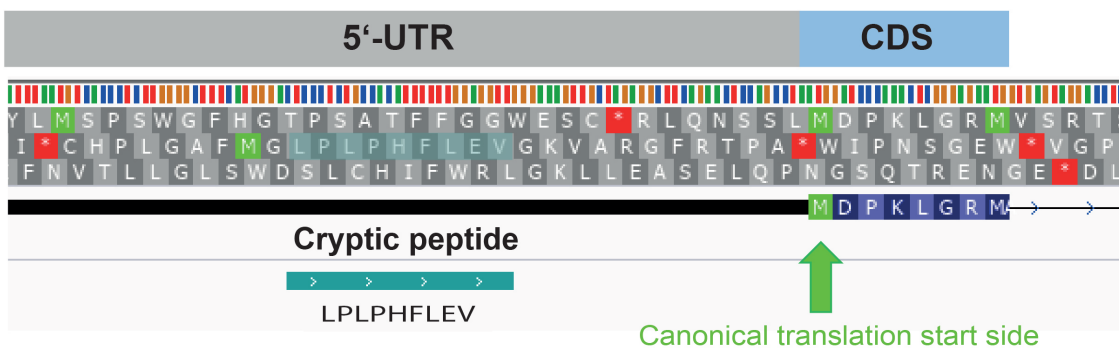 5‘-UTR CDS
Y L M S P S W G F H G T P S A T F F G G W E S C * R L Q N S S L M D P K L G R M V S R T
I * C H P L G A F M G L P L P H F L E V G K V A R G F R T P A * W I P N S G E W * V G P
F N V T L L G L S W D S L C H I F W R L G K L L E A S E L Q P N G S Q T R E N G E * D L
M D P K L G R M
Cryptic peptide
LPLPHFLEV
Canonical translation start side